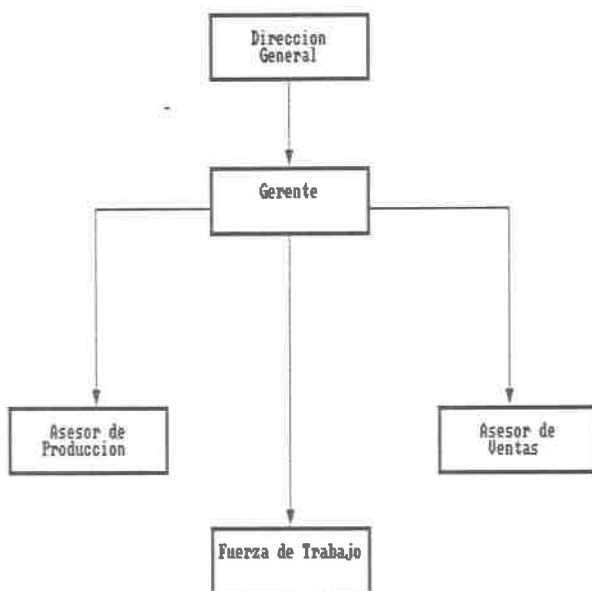 Direccion
General
Gerente
Asesor de
Produccion
Asesor de
Ventas
Fuerza de Trabajo